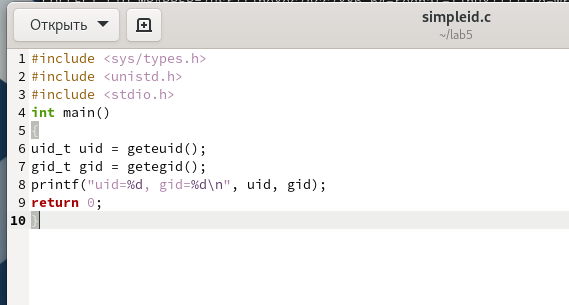 Открыть
simpleid.c
~/lab5
1 #include <sys/types.h>
2 #include <unistd.h>
3 #include <stdio.h>
4 int main()
5 {
6 uid_t uid = geteuid();
7 gid_t gid = getegid();
8 printf("uid=%d, gid=%d\n", uid, gid);
9 return 0;
10 }